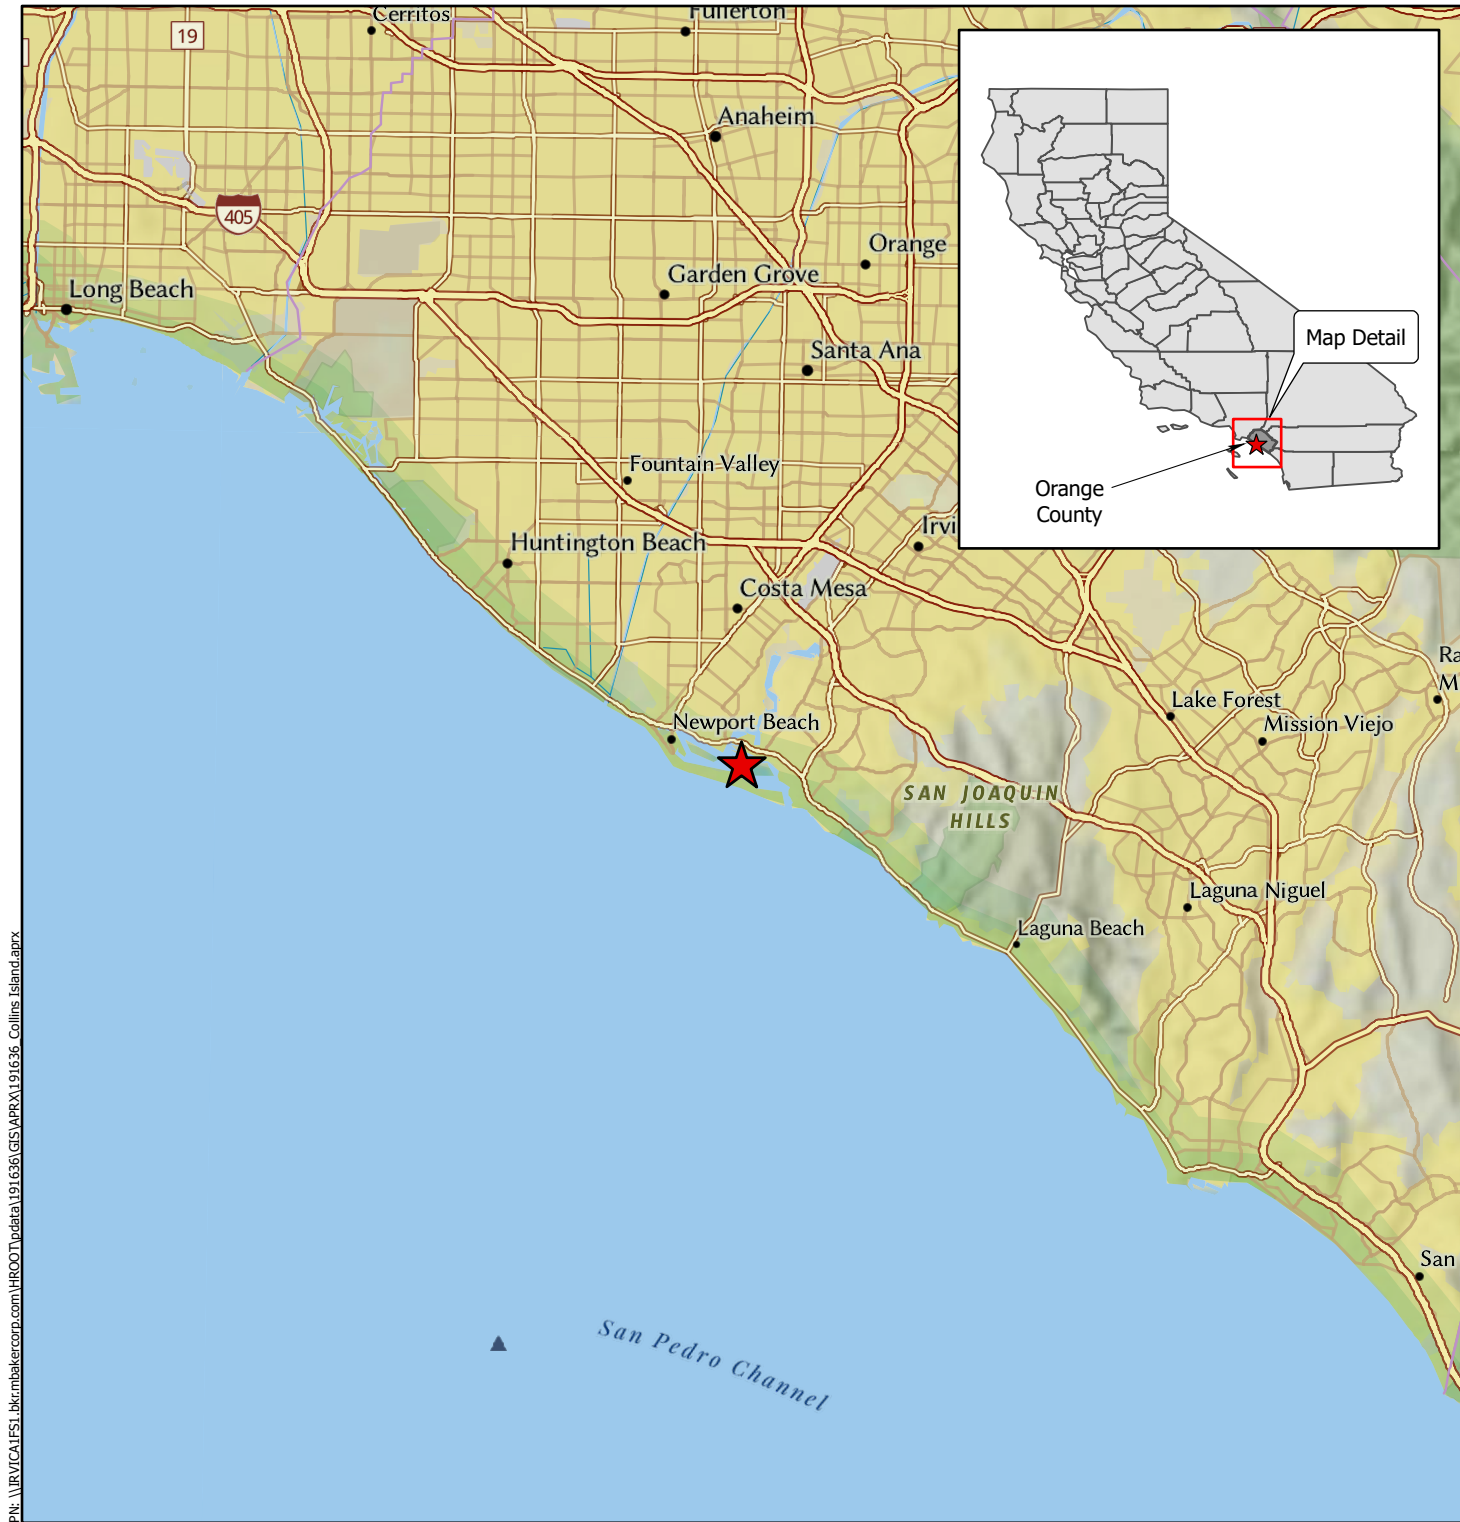 Cerritos
Fullerton
19
Anaheim
405
Orange
Garden Grove
Long Beach
Map Detail
Santa Ana
Fountain Valley
Orange
County
Irvi
Huntington Beach
Costa Mesa
Ra
M
Lake Forest
Newport Beach
Mission Viejo
SAN JOAQUIN
HILLS
Laguna Niguel
Laguna Beach
San
San Pedro Channel
PN: \\IRVICA1FS1.bkr.mbakercorp.com\HROOT\pdata\191636\GIS\APRX\191636_Collins Island.aprx